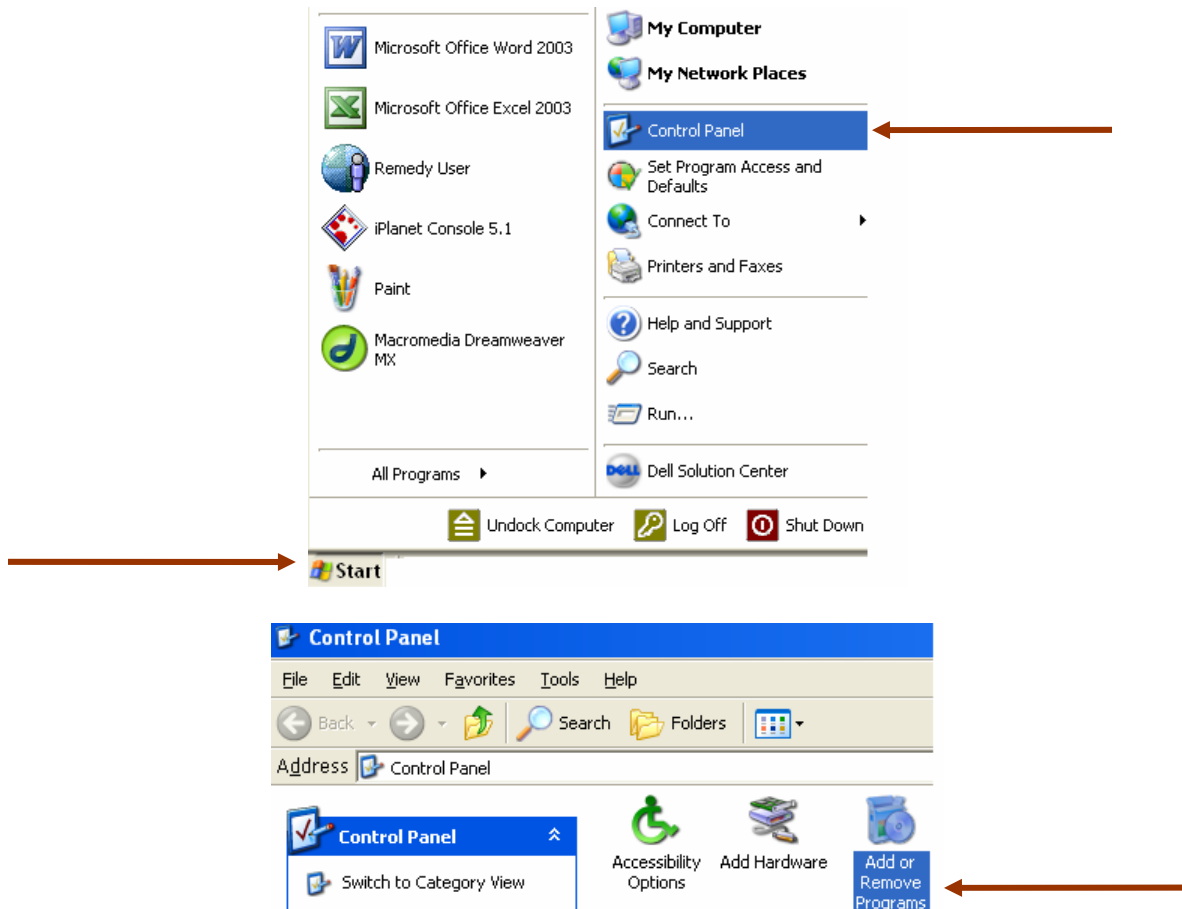 Microsoft Office Word 2003
Microsoft Office Excel 2003
Remedy User
iPlanet Console 5.1
Paint
Macromedia Dreamweaver
MX
All Programs
My Computer
My Network Places
Control Panel
Set Program Access and
Defaults
Connect To
Printers and Faxes
Help and Support
Search
Run...
DELL Dell Solution Center
Undock Computer Log Off Shut Down
Start
Control Panel
File Edit View Favorites Tools Help
Back Search Folders
Address Control Panel
Control Panel
Switch to Category View
Accessibility
Options
Add Hardware
Add or
Remove
Programs